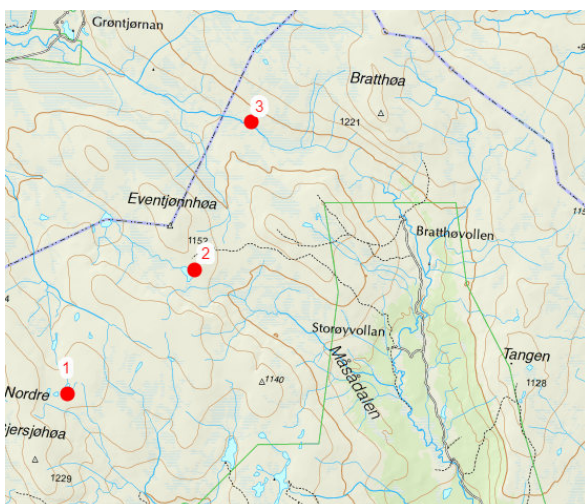 Grøntjørnan
Bratthøa
3
1221
Eventjønnhøa
1152
2
Bratthøvollen
Storøyvollan
Måsådalen
Tangen
1128
1140
1
Nordre
1229